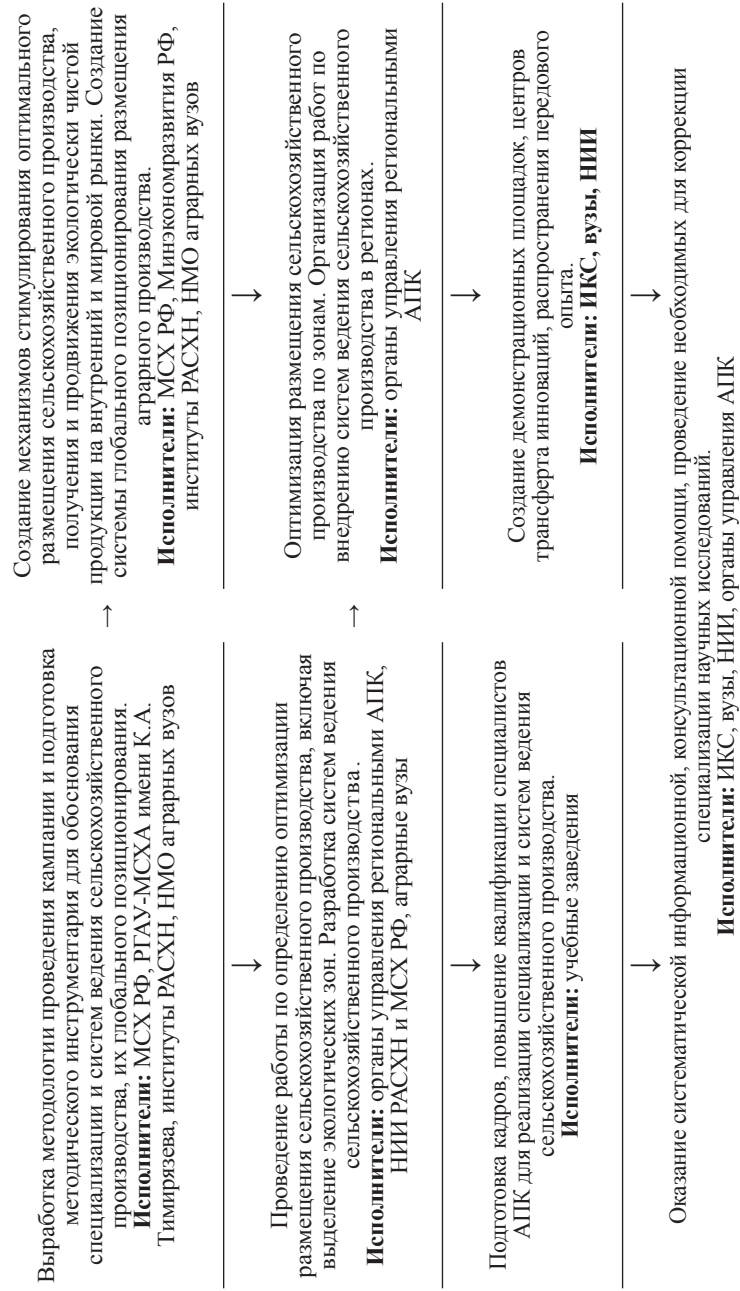 Выработка методологии проведения кампании и подготовка
методического инструментария для обоснования
специализации и систем ведения сельскохозяйственного
производства, их глобального позиционирования.
Исполнители: МСХ РФ, РГАУ-МСХА имени К.А.
Тимирязева, институты РАСХН, НМО аграрных вузов
→
Создание механизмов стимулирования оптимального
размещения сельскохозяйственного производства,
получения и продвижения экологически чистой
продукции на внутренний и мировой рынки. Создание
системы глобального позиционирования размещения
аграрного производства.
Исполнители: МСХ РФ, Минэкономразвития РФ,
институты РАСХН, НМО аграрных вузов
↓
↓
Проведение работы по определению оптимизации
размещения сельскохозяйственного производства, включая
выделение экологических зон. Разработка систем ведения
сельскохозяйственного производства.
Исполнители: органы управления региональными АПК,
НИИ РАСХН и МСХ РФ, аграрные вузы
→
Оптимизация размещения сельскохозяйственного
производства по зонам. Организация работ по
внедрению систем ведения сельскохозяйственного
производства в регионах.
Исполнители: органы управления региональными
АПК
↓
↓
Подготовка кадров, повышение квалификации специалистов
АПК для реализации специализации и систем ведения
сельскохозяйственного производства.
Исполнители: учебные заведения
Создание демонстрационных площадок, центров
трансферта инноваций, распространения передового
опыта.
Исполнители: ИКС, вузы, НИИ
↓
↓
Оказание систематической информационной, консультационной помощи, проведение необходимых для коррекции
специализации научных исследований.
Исполнители: ИКС, вузы, НИИ, органы управления АПК